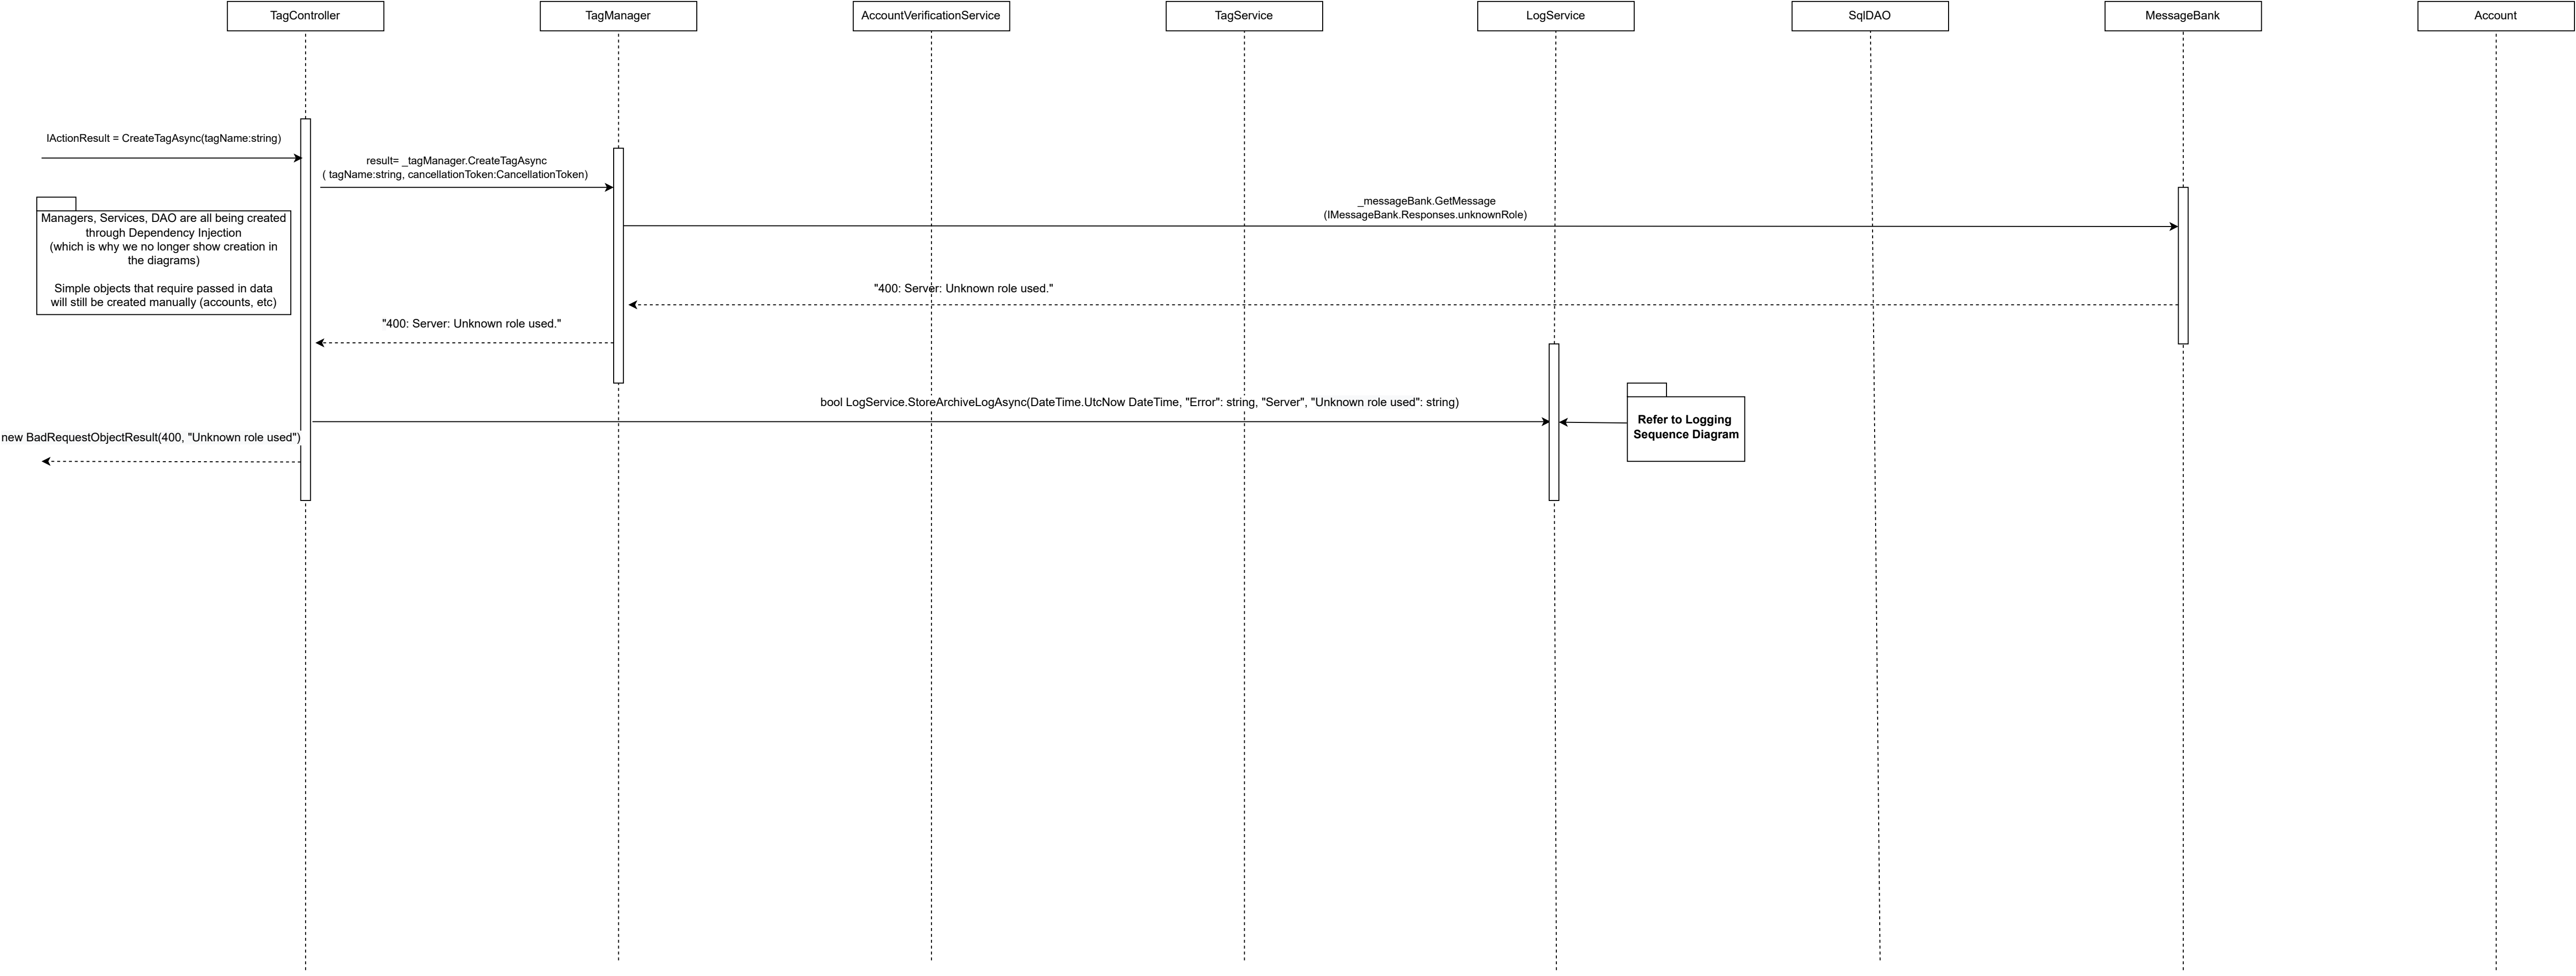 TagController
TagManager
AccountVerificationService
TagService
LogService
SqlDAO
MessageBank
Account
IActionResult = CreateTagAsync(tagName:string)
result= _tagManager.CreateTagAsync
( tagName:string, cancellationToken:CancellationToken)
_messageBank.GetMessage
(IMessageBank.Responses.unknownRole)
Managers, Services, DAO are all being created
through Dependency Injection
(which is why we no longer show creation in
the diagrams)
Simple objects that require passed in data
will still be created manually (accounts, etc)
"400: Server: Unknown role used."
"400: Server: Unknown role used."
bool LogService.StoreArchiveLogAsync(DateTime.UtcNow DateTime, "Error": string, "Server", "Unknown role used": string)
Refer to Logging
Sequence Diagram
new BadRequestObjectResult(400, "Unknown role used")